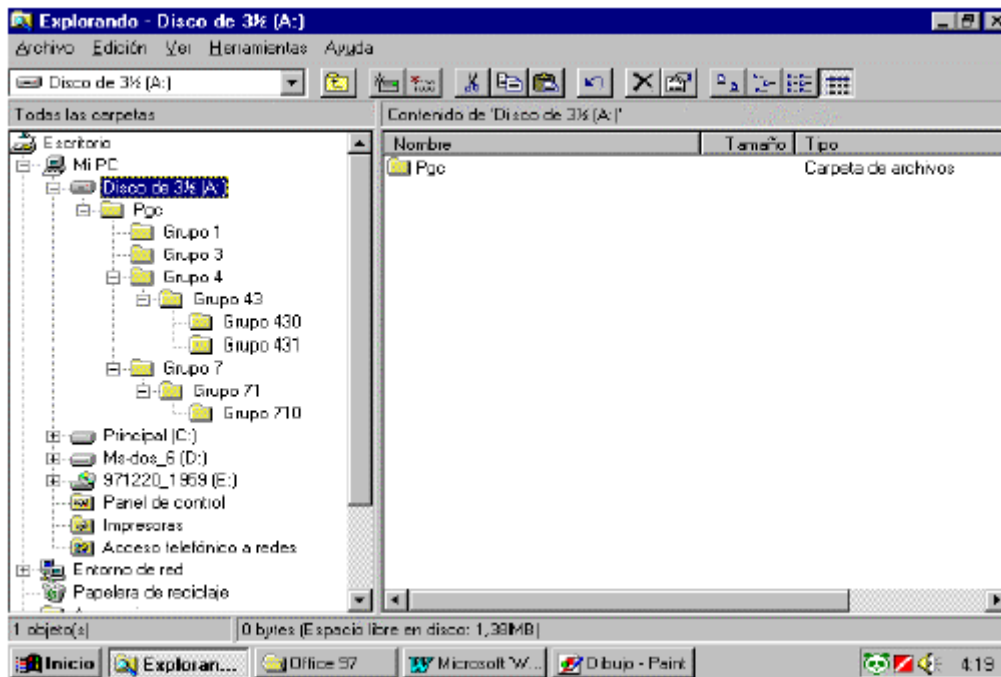 Explorando - Disco de 3½ (A:)
Archivo Edición Ver Herramientas Ayuda
Disco de 3½ (A:)
Todas las carpetas
Contenido de 'Disco de 3½ (A:)'
Escritorio
Nombre Tamaño Tipo
Mi PC
Pgc Carpeta de archivos
Disco de 3½ (A:)
Pgc
Grupo 1
Grupo 3
Grupo 4
Grupo 43
Grupo 430
Grupo 431
Grupo 7
Grupo 71
Grupo 710
Principal (C:)
Ms-dos_6 (D:)
971220_1959 (E:)
Panel de control
Impresoras
Acceso telefónico a redes
Entorno de red
Papelera de reciclaje
1 objeto(s) 0 bytes (Espacio libre en disco: 1,38MB)
Inicio Exploran... Office 97 Microsoft W... Dibujo - Paint 4:19